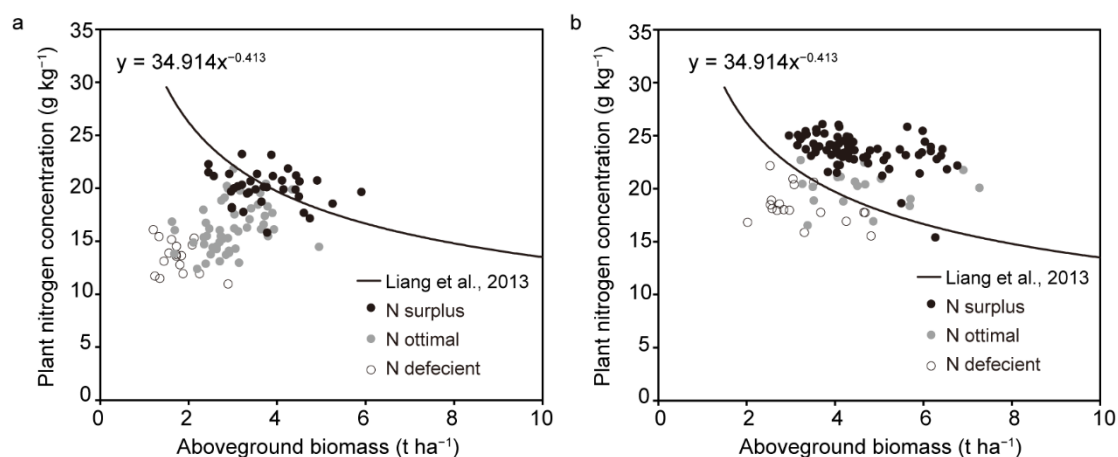 a
Plant nitrogen concentration (g kg⁻¹)
35
30
25
20
15
10
5
0
y = 34.914x⁻⁰·⁴¹³
Liang et al., 2013
N surplus
N ottimal
N defecient
0 2 4 6 8 10
Aboveground biomass (t ha⁻¹)
b
Plant nitrogen concentration (g kg⁻¹)
35
30
25
20
15
10
5
0
y = 34.914x⁻⁰·⁴¹³
Liang et al., 2013
N surplus
N ottimal
N defecient
0 2 4 6 8 10
Aboveground biomass (t ha⁻¹)